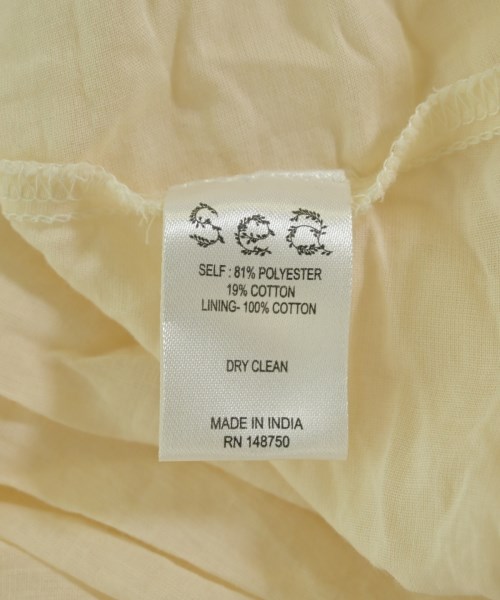 sea
SELF : 81% POLYESTER
19% COTTON
LINING- 100% COTTON
DRY CLEAN
MADE IN INDIA
RN 148750